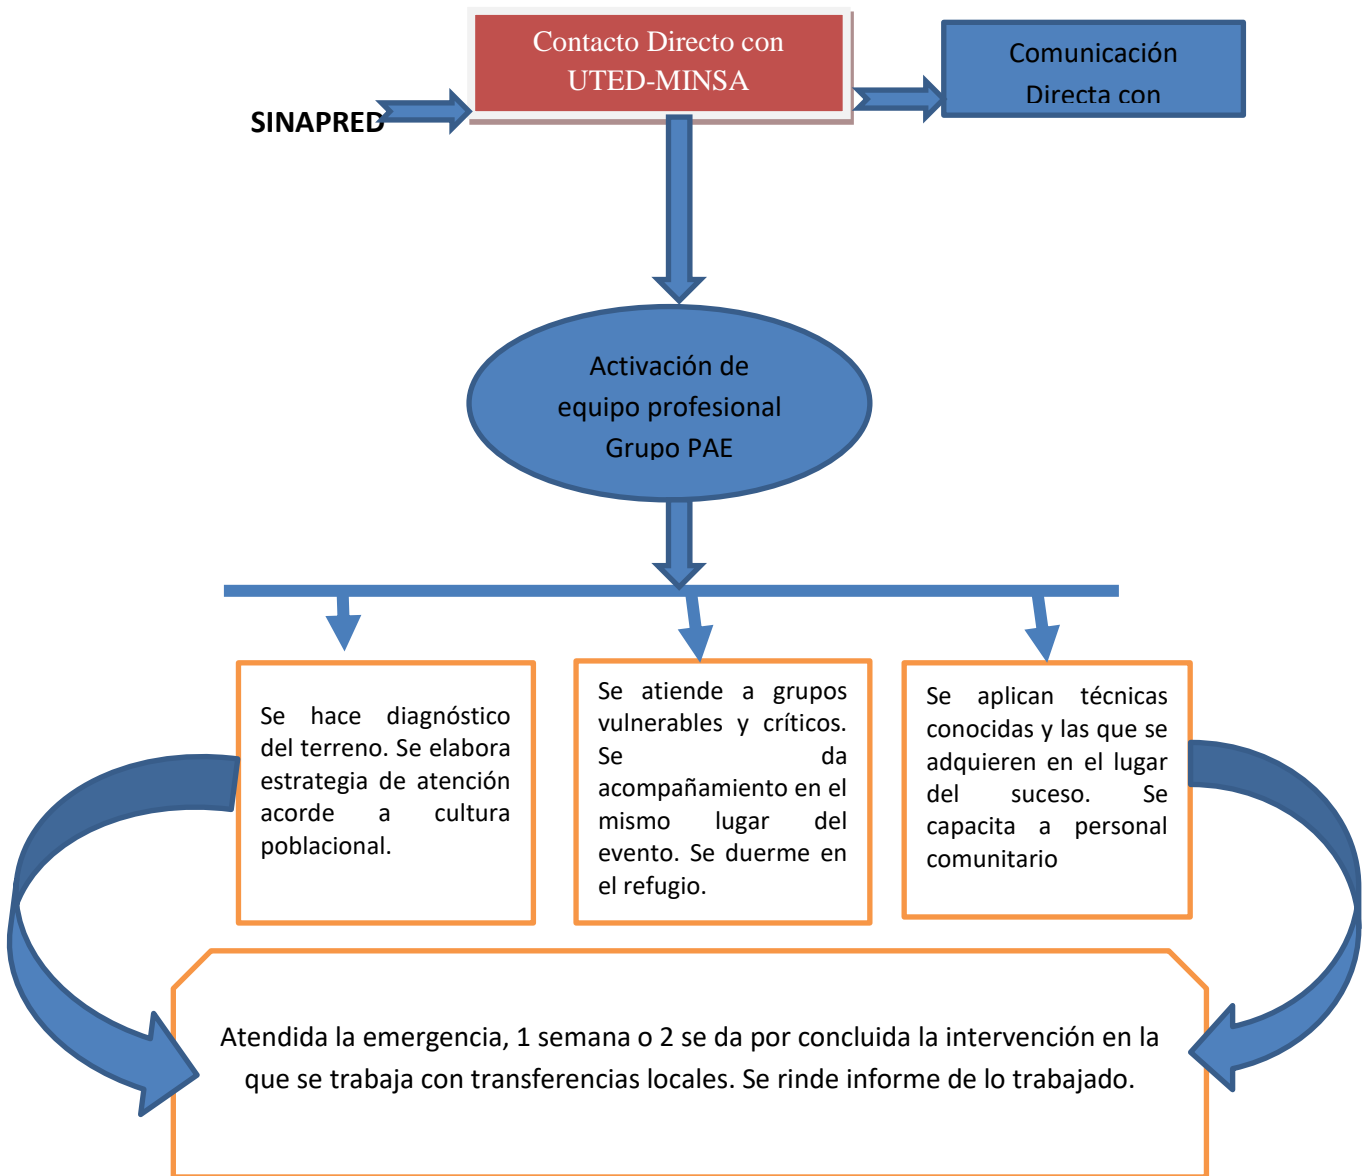 Contacto Directo con
UTED-MINSA
Comunicación
Directa con
SINAPRED
Activación de
equipo profesional
Grupo PAE
Se hace diagnóstico
del terreno. Se elabora
estrategia de atención
acorde a cultura
poblacional.
Se atiende a grupos
vulnerables y críticos.
Se da
acompañamiento en el
mismo lugar del
evento. Se duerme en
el refugio.
Se aplican técnicas
conocidas y las que se
adquieren en el lugar
del suceso. Se
capacita a personal
comunitario
Atendida la emergencia, 1 semana o 2 se da por concluida la intervención en la
que se trabaja con transferencias locales. Se rinde informe de lo trabajado.